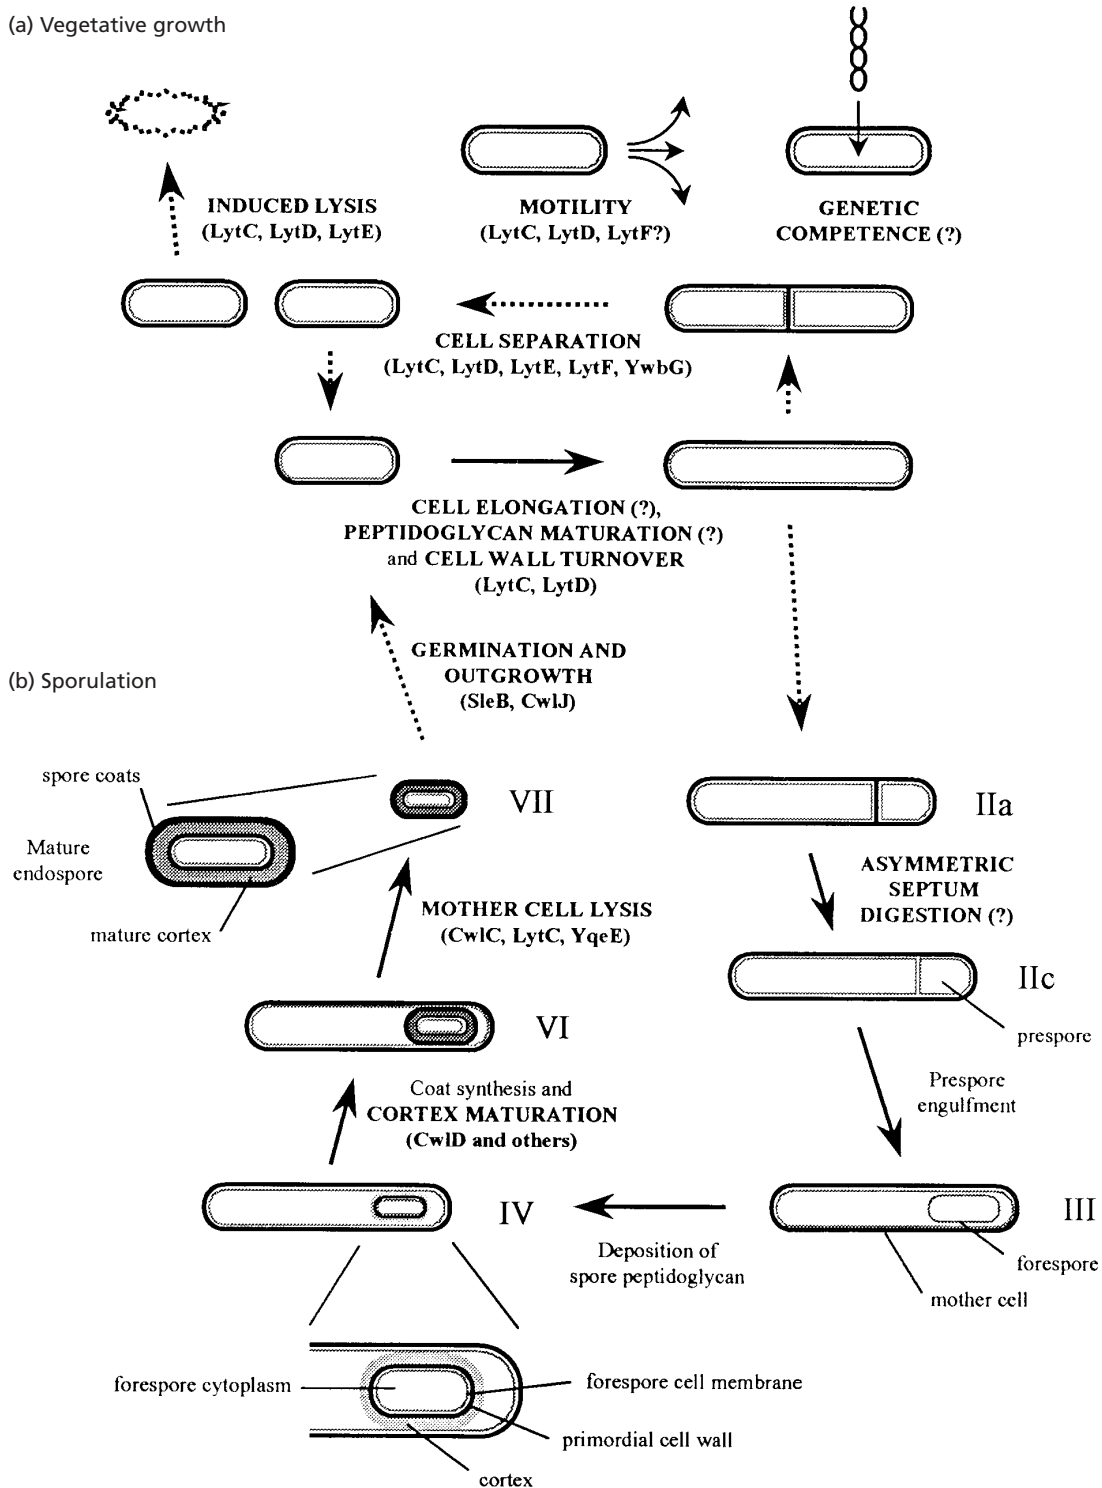 (a) Vegetative growth
INDUCED LYSIS
(LytC, LytD, LytE)
MOTILITY
(LytC, LytD, LytF?)
GENETIC
COMPETENCE (?)
CELL SEPARATION
(LytC, LytD, LytE, LytF, YwbG)
CELL ELONGATION (?),
PEPTIDOGLYCAN MATURATION (?)
and CELL WALL TURNOVER
(LytC, LytD)
GERMINATION AND
OUTGROWTH
(SleB, CwlJ)
(b) Sporulation
spore coats
Mature
endospore
mature cortex
VII
IIa
ASYMMETRIC
SEPTUM
DIGESTION (?)
MOTHER CELL LYSIS
(CwlC, LytC, YqeE)
IIc
prespore
VI
Prespore
engulfment
Coat synthesis and
CORTEX MATURATION
(CwlD and others)
IV
III
Deposition of
spore peptidoglycan
forespore
mother cell
forespore cytoplasm
forespore cell membrane
primordial cell wall
cortex